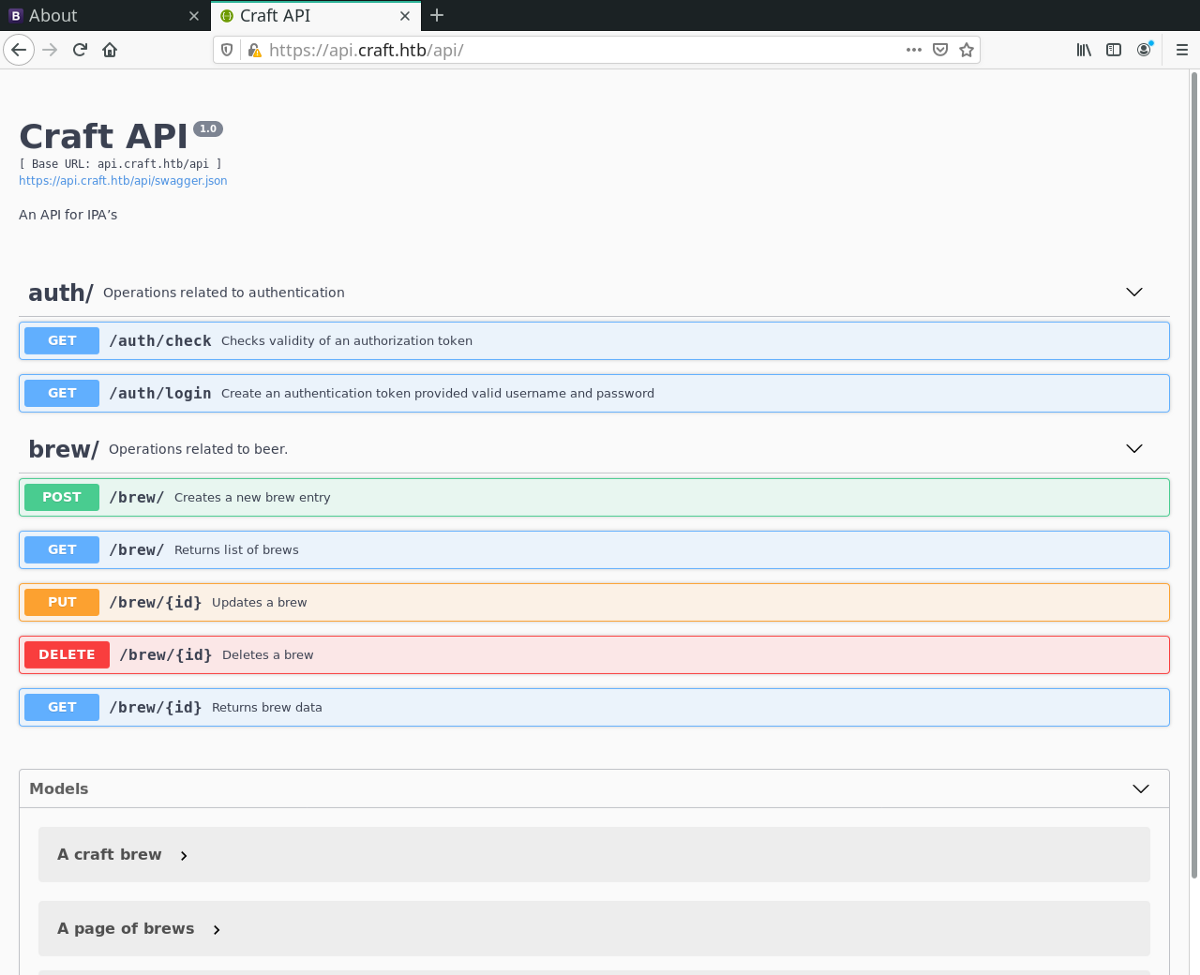 B About
Craft API
https://api.craft.htb/api/
Craft API 1.0
[ Base URL: api.craft.htb/api ]
https://api.craft.htb/api/swagger.json
An API for IPA’s
auth/ Operations related to authentication
GET /auth/check Checks validity of an authorization token
GET /auth/login Create an authentication token provided valid username and password
brew/ Operations related to beer.
POST /brew/ Creates a new brew entry
GET /brew/ Returns list of brews
PUT /brew/{id} Updates a brew
DELETE /brew/{id} Deletes a brew
GET /brew/{id} Returns brew data
Models
A craft brew
A page of brews